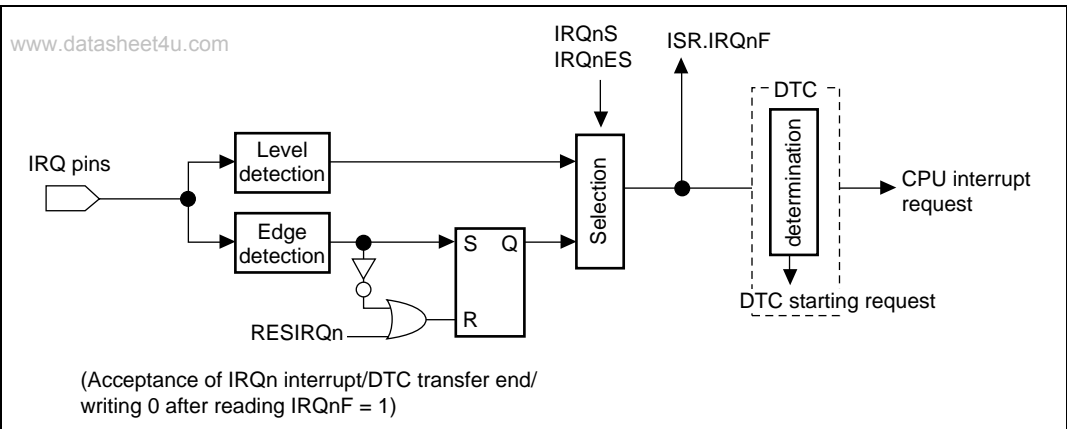 www.datasheet4u.com
IRQnS
IRQnES
ISR.IRQnF
DTC
IRQ pins
Level
detection
Edge
detection
S Q
R
RESIRQn
Selection
determination
CPU interrupt
request
DTC starting request
(Acceptance of IRQn interrupt/DTC transfer end/
writing 0 after reading IRQnF = 1)